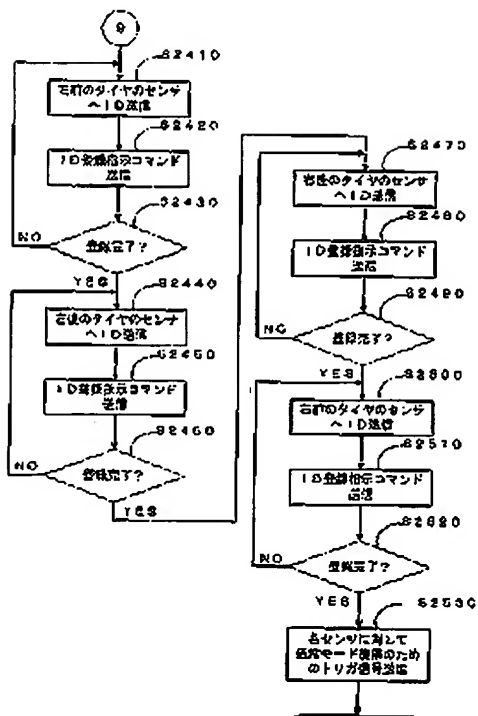 S2410
前のタイヤのセンサ
へID送信
S2420
ID登録指示コマンド
送信
S2430
登録完了?
NO
YES
S2440
後のタイヤのセンサ
へID送信
S2450
ID登録指示コマンド
送信
S2460
登録完了?
NO
YES
S2470
後のタイヤのセンサ
へID送信
S2480
ID登録指示コマンド
送信
S2490
登録完了?
NO
YES
S2500
前のタイヤのセンサ
へID送信
S2510
ID登録指示コマンド
送信
S2520
登録完了?
NO
YES
S2530
各センサに対して
モード復帰のため
のトリガ信号送信